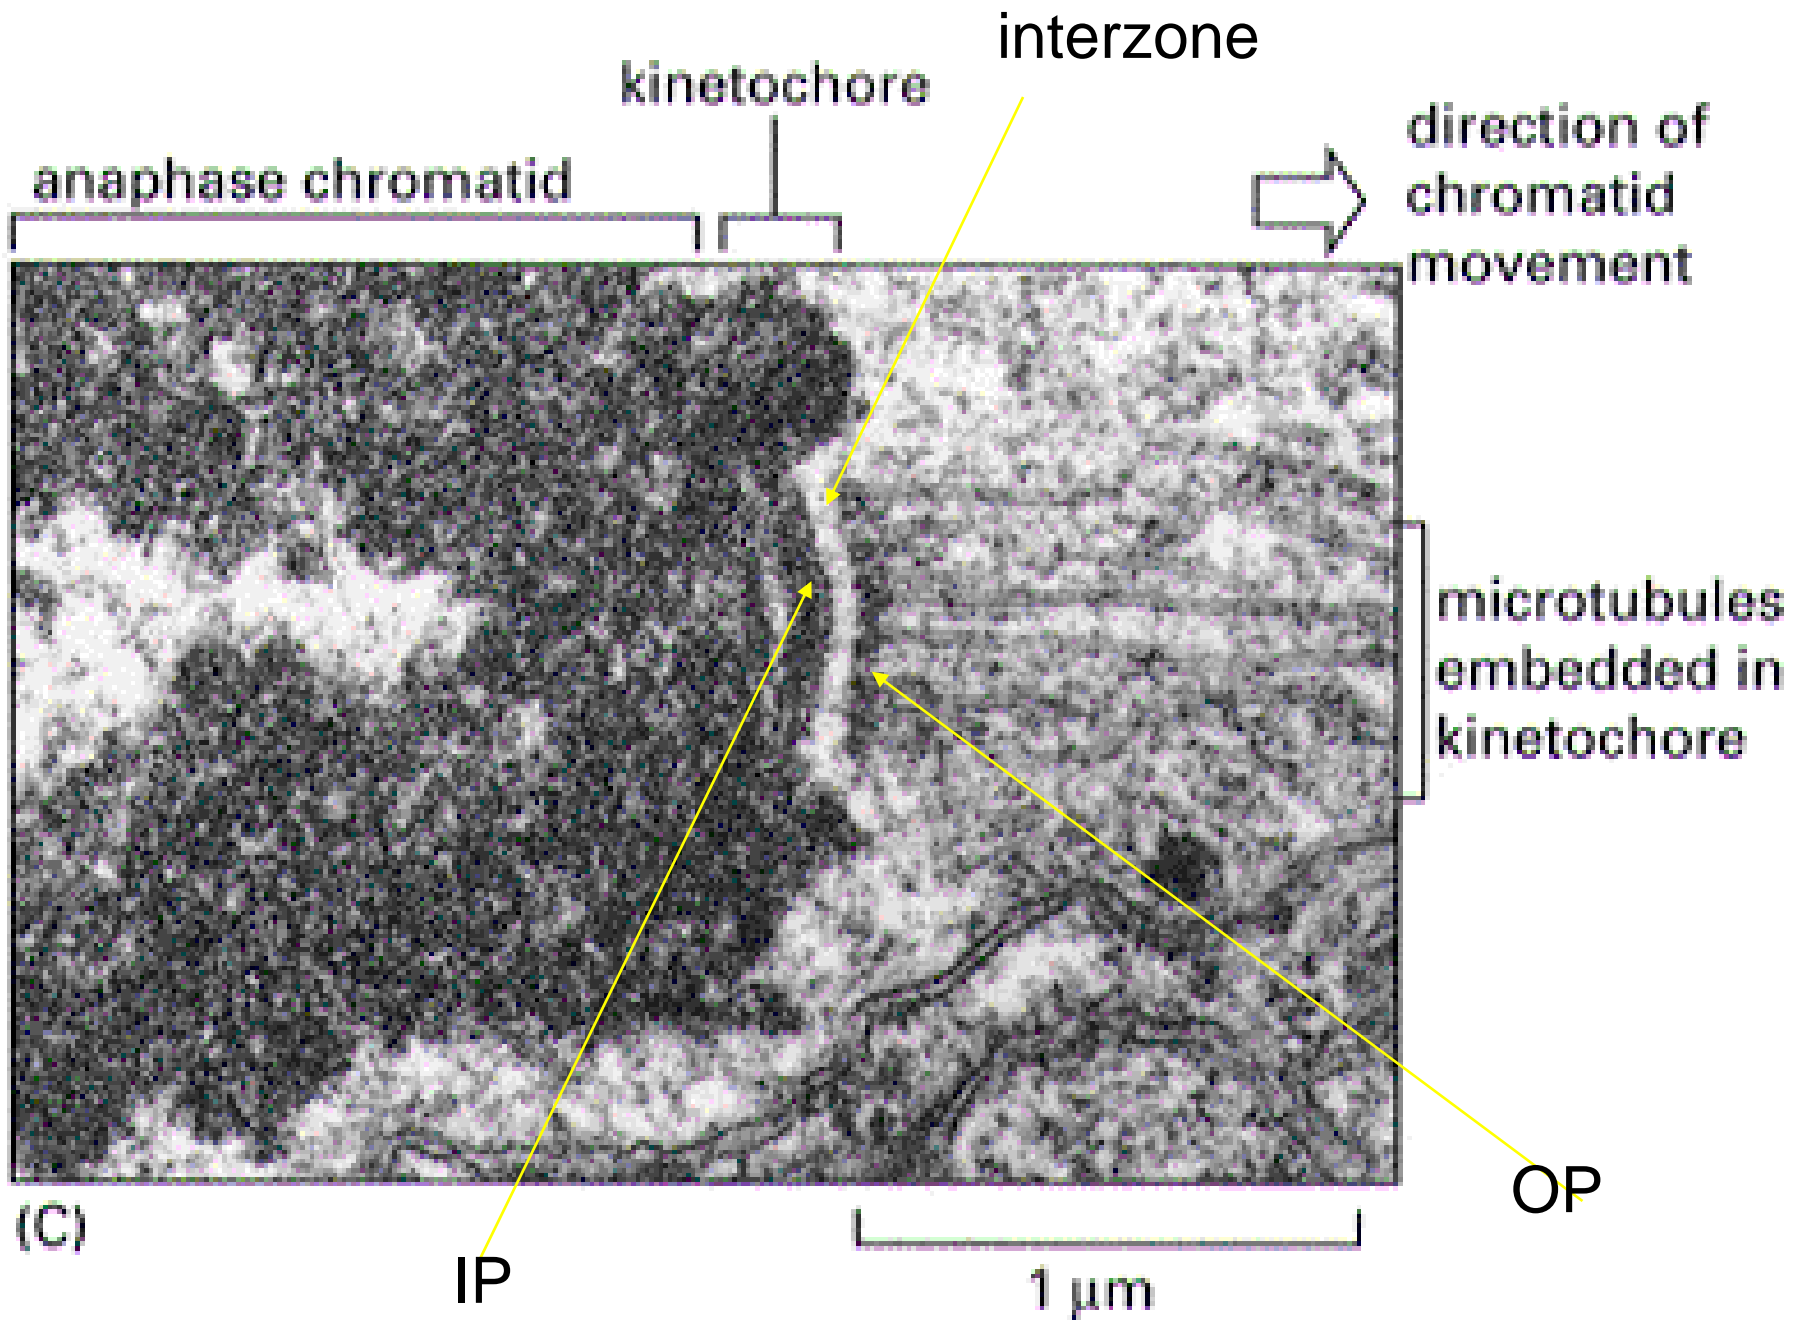 interzone
kinetochore
anaphase chromatid
direction of
chromatid
movement
microtubules
embedded in
kinetochore
OP
(C)
IP
1 μm